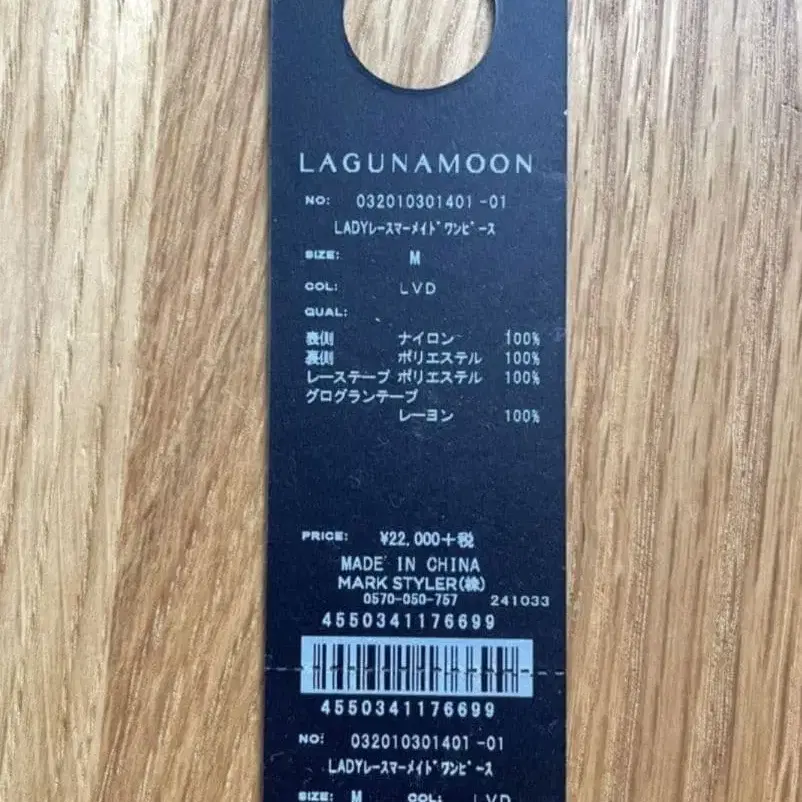 LAGUNAMOON
NO: 032010301401-01
LADYレースマーメイドワンピース
SIZE: M
COL: LVD
QUAL:
表側 ナイロン 100%
裏側 ポリエステル 100%
レーステープ ポリエステル 100%
グログランテープ
レーヨン 100%
PRICE: ¥22,000+税
MADE IN CHINA
MARK STYLER(株)
0570-050-757 241033
4550341176699
4550341176699
NO: 032010301401-01
LADYレースマーメイドワンピース
SIZE: M COL: LVD